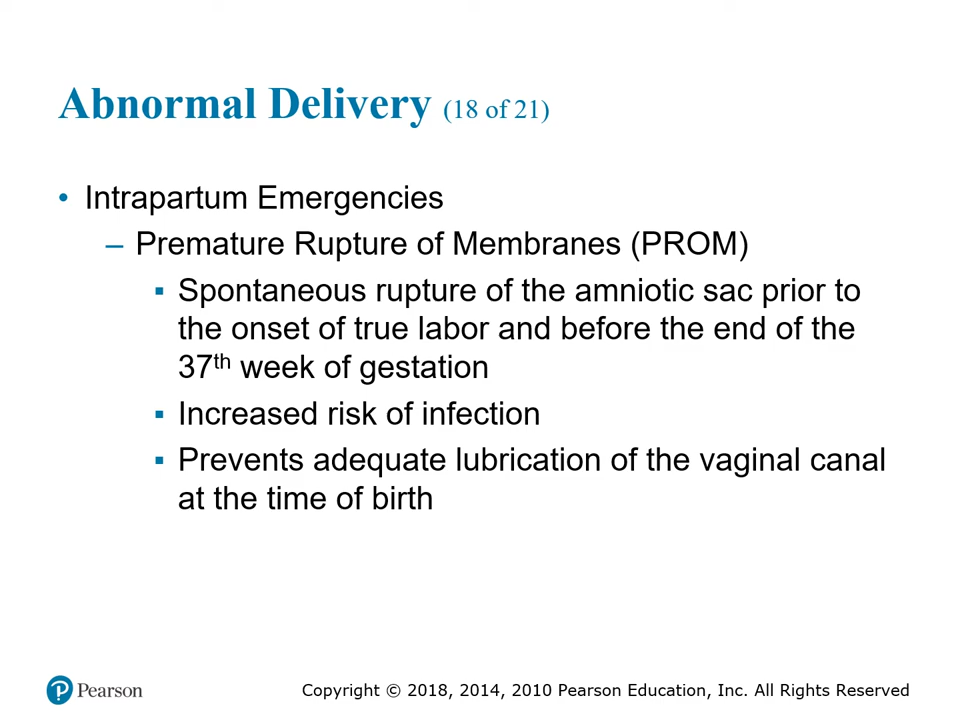 Abnormal Delivery (18 of 21)
• Intrapartum Emergencies
– Premature Rupture of Membranes (PROM)
▪ Spontaneous rupture of the amniotic sac prior to
the onset of true labor and before the end of the
37th week of gestation
▪ Increased risk of infection
▪ Prevents adequate lubrication of the vaginal canal
at the time of birth
Pearson
Copyright © 2018, 2014, 2010 Pearson Education, Inc. All Rights Reserved